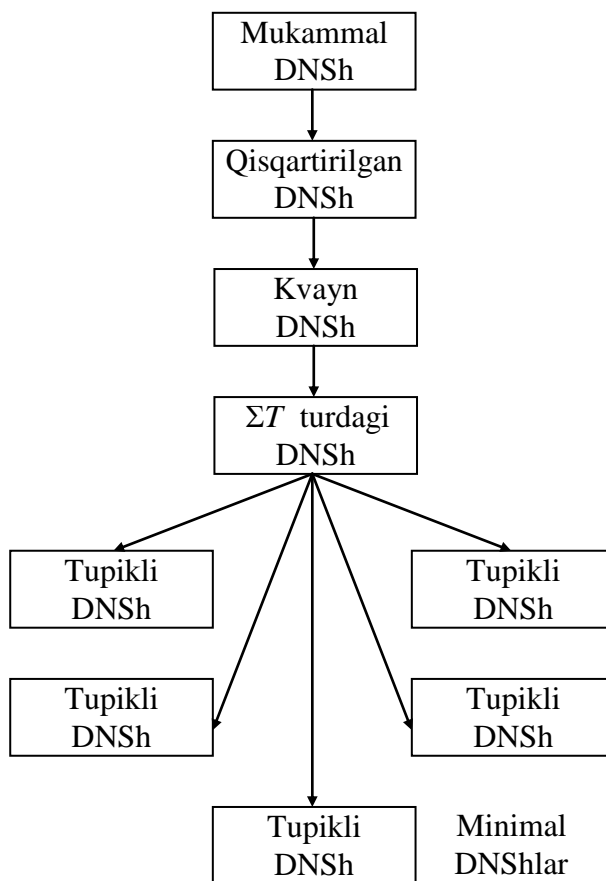 Mukammal
DNSh
Qisqartirilgan
DNSh
Kvayn
DNSh
ΣT turdagi
DNSh
Tupikli
DNSh
Tupikli
DNSh
Tupikli
DNSh
Tupikli
DNSh
Tupikli
DNSh
Minimal
DNShlar